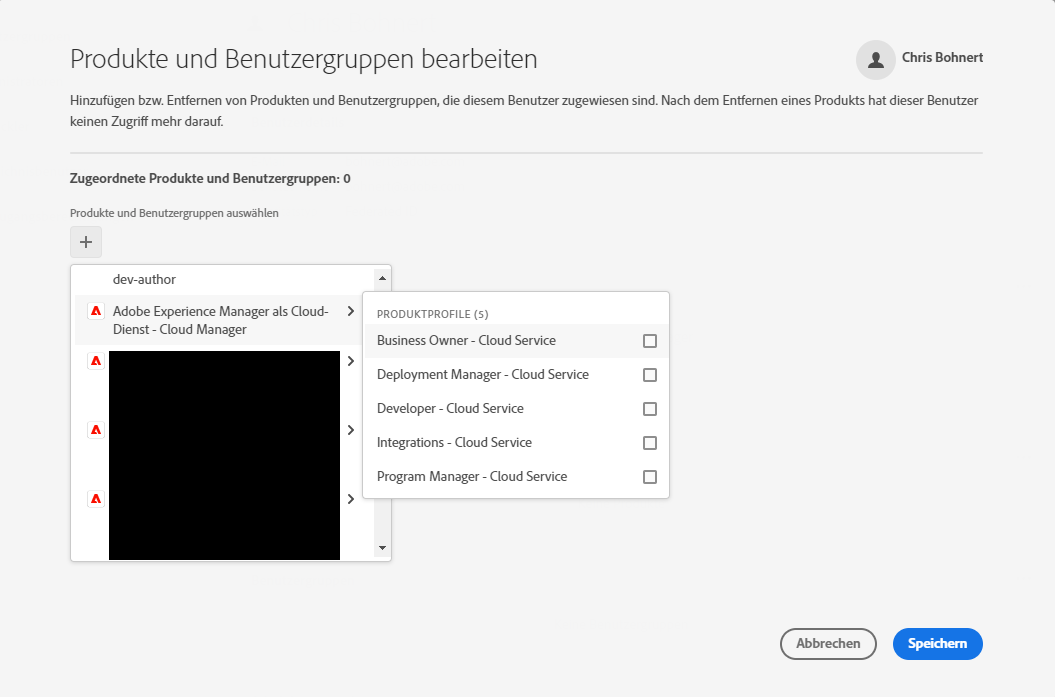 Produkte und Benutzergruppen bearbeiten
Chris Bohnert
Hinzufügen bzw. Entfernen von Produkten und Benutzergruppen, die diesem Benutzer zugewiesen sind. Nach dem Entfernen eines Produkts hat dieser Benutzer
keinen Zugriff mehr darauf.
Zugeordnete Produkte und Benutzergruppen: 0
Produkte und Benutzergruppen auswählen
dev-author
Adobe Experience Manager als Cloud-
Dienst - Cloud Manager
PRODUKTPROFILE (5)
Business Owner - Cloud Service
Deployment Manager - Cloud Service
Developer - Cloud Service
Integrations - Cloud Service
Program Manager - Cloud Service
Abbrechen
Speichern